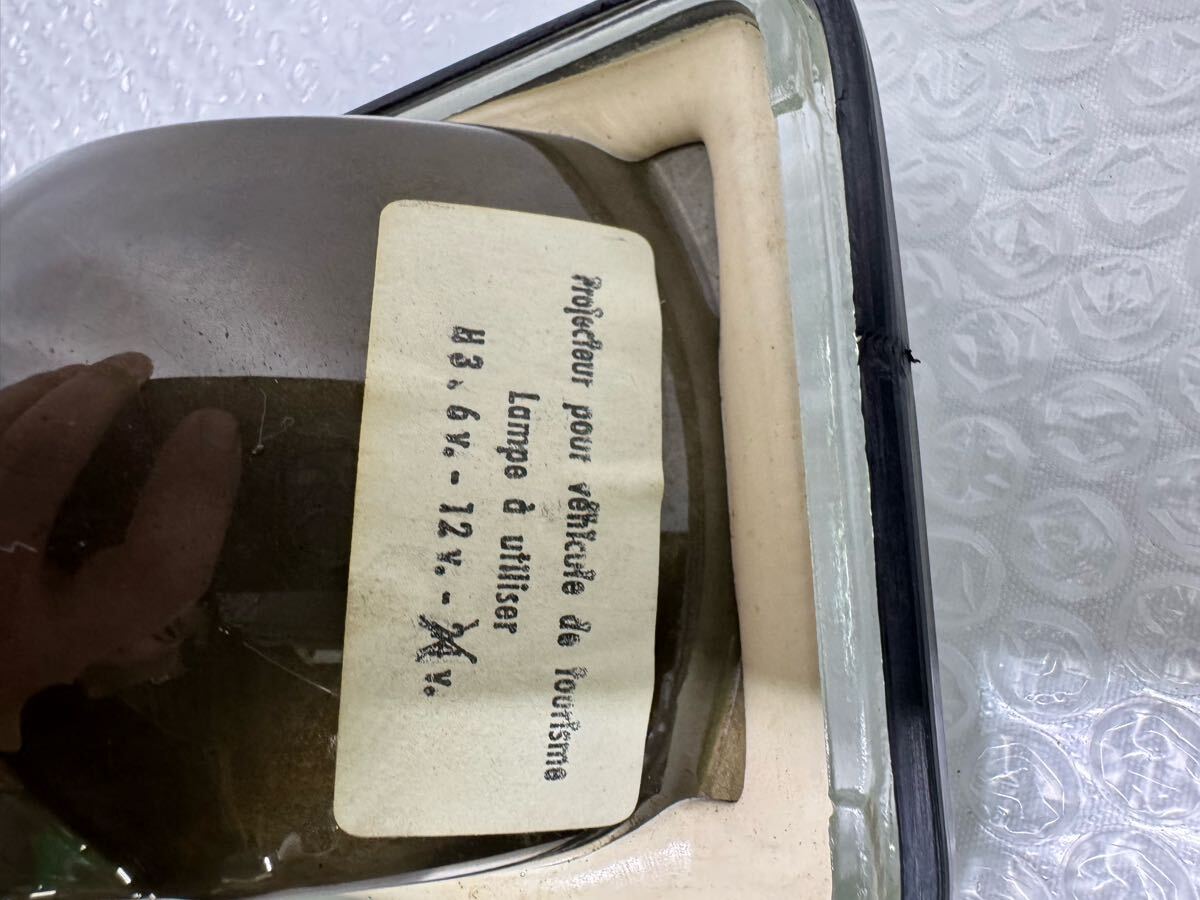 Projecteur pour véhicule de Tourisme
Lampe à utiliser
H3. 6 v. - 12 v. - 24 v.